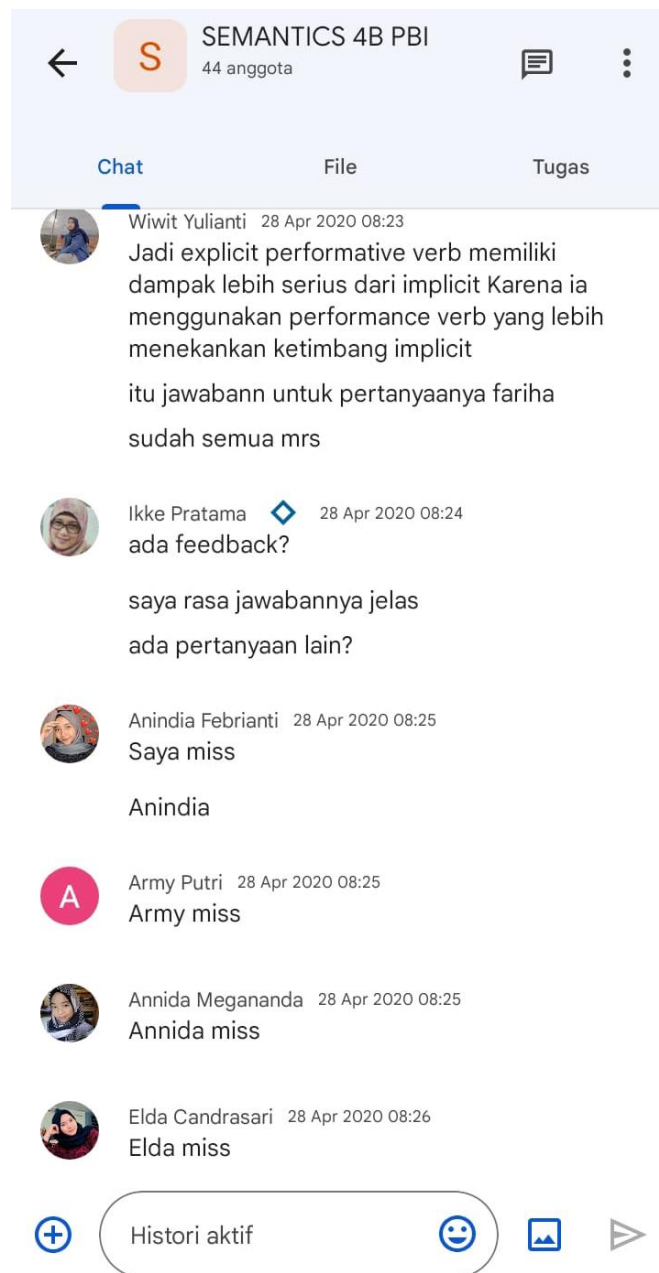 S
SEMANTICS 4B PBI
44 anggota
Chat
File
Tugas
Wiwit Yulianti 28 Apr 2020 08:23
Jadi explicit performative verb memiliki
dampak lebih serius dari implicit Karena ia
menggunakan performance verb yang lebih
menekankan ketimbang implicit
itu jawabann untuk pertanyaanya fariha
sudah semua mrs
Ikke Pratama 28 Apr 2020 08:24
ada feedback?
saya rasa jawabannya jelas
ada pertanyaan lain?
Anindia Febrianti 28 Apr 2020 08:25
Saya miss
Anindia
A
Army Putri 28 Apr 2020 08:25
Army miss
Annida Megananda 28 Apr 2020 08:25
Annida miss
Elda Candrasari 28 Apr 2020 08:26
Elda miss
Histori aktif